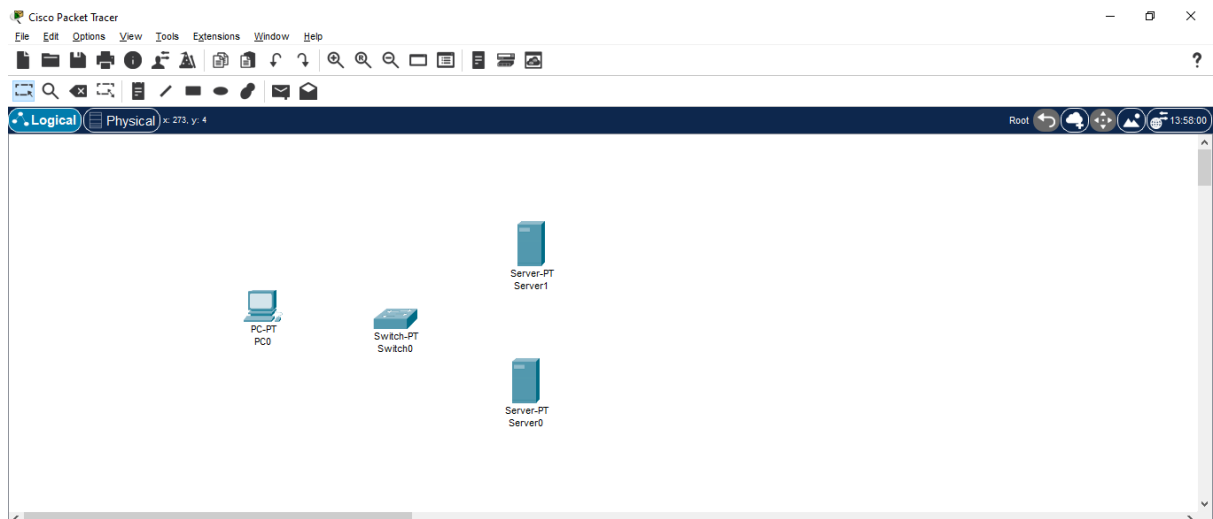 Cisco Packet Tracer
File Edit Options View Tools Extensions Window Help
?
Logical Physical x: 273, y: 4 Root 13:58:00
Server-PT
Server1
PC-PT
PC0
Switch-PT
Switch0
Server-PT
Server0